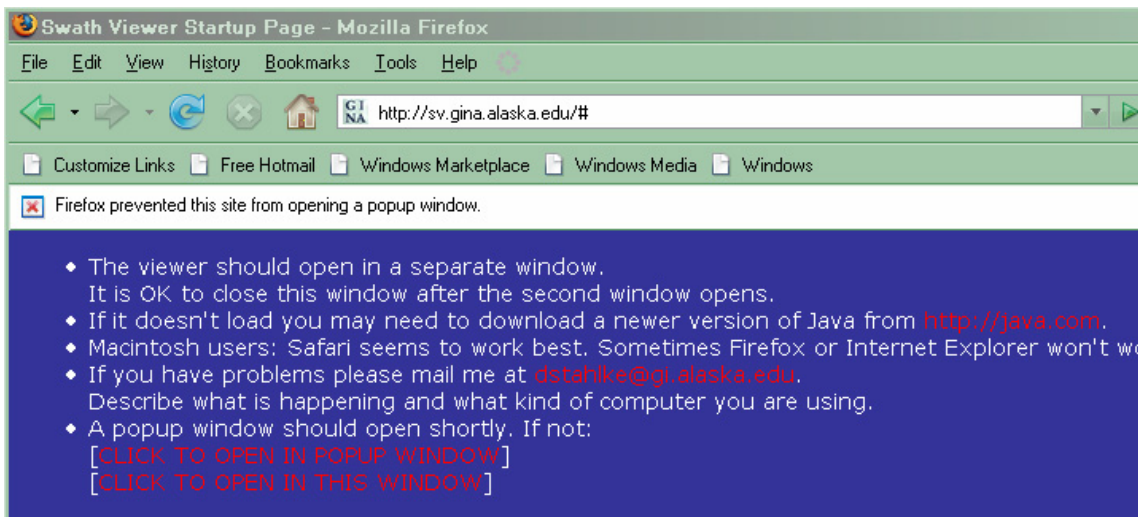 Swath Viewer Startup Page - Mozilla Firefox
File Edit View History Bookmarks Tools Help
GI NA http://sv.gina.alaska.edu/#
Customize Links Free Hotmail Windows Marketplace Windows Media Windows
Firefox prevented this site from opening a popup window.
• The viewer should open in a separate window.
It is OK to close this window after the second window opens.
• If it doesn't load you may need to download a newer version of Java from http://java.com.
• Macintosh users: Safari seems to work best. Sometimes Firefox or Internet Explorer won't wo
• If you have problems please mail me at dstahlke@gi.alaska.edu.
Describe what is happening and what kind of computer you are using.
• A popup window should open shortly. If not:
[CLICK TO OPEN IN POPUP WINDOW]
[CLICK TO OPEN IN THIS WINDOW]